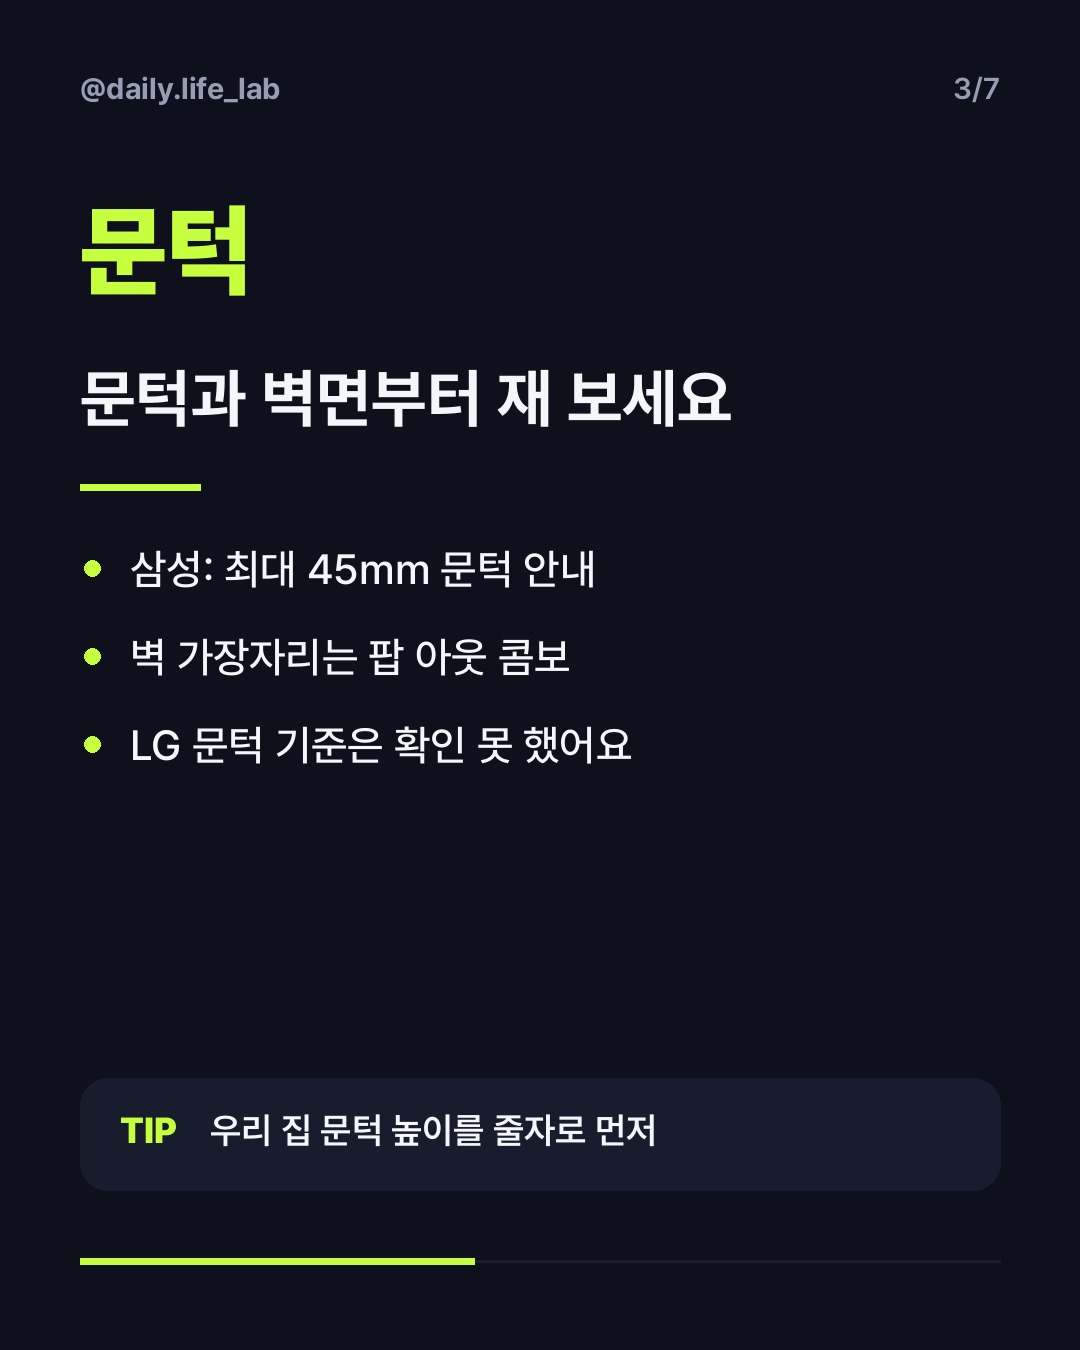 @daily.life_lab
3/7
문턱
문턱과 벽면부터 재 보세요
삼성: 최대 45mm 문턱 안내
벽 가장자리는 팝 아웃 콤보
LG 문턱 기준은 확인 못 했어요
TIP 우리 집 문턱 높이를 줄자로 먼저